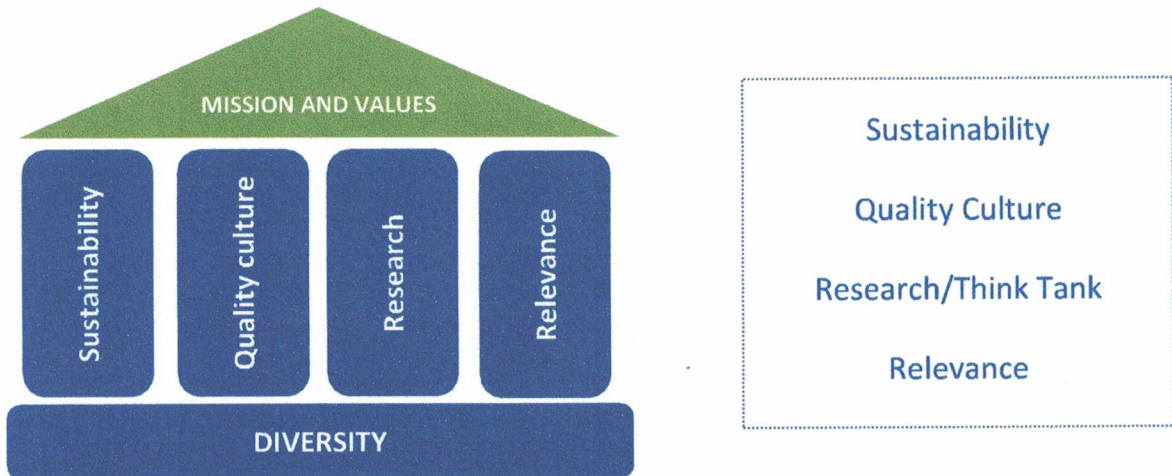 MISSION AND VALUES
Sustainability
Quality culture
Research
Relevance
DIVERSITY
Sustainability
Quality Culture
Research/Think Tank
Relevance